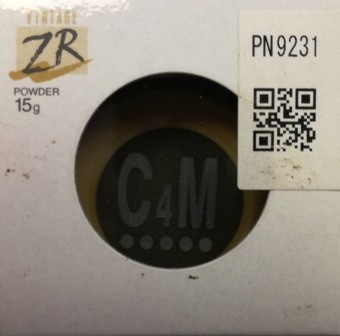 VINTAGE
ZR
POWDER
15g
PN9231
C4M